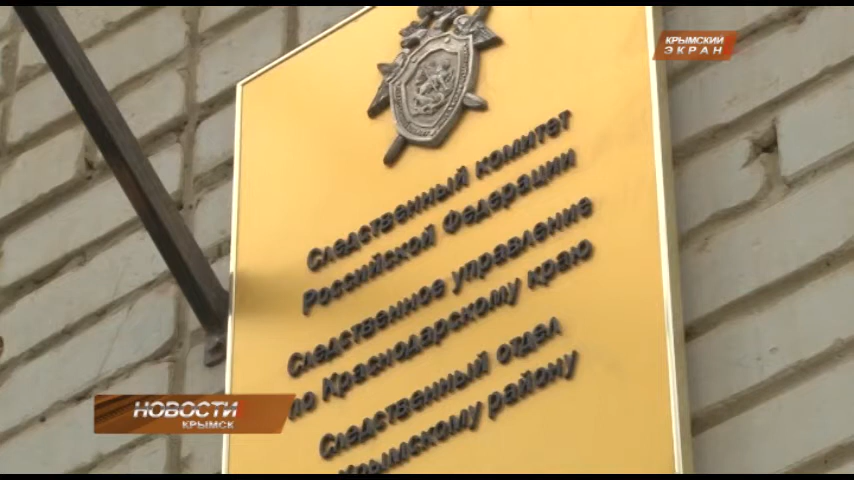 КРЫМСКИЙ
ЭКРАН
Следственный комитет
Российской Федерации
Следственное управление
по Краснодарскому краю
Следственный отдел
Крымскому району
НОВОСТИ
КРЫМСК